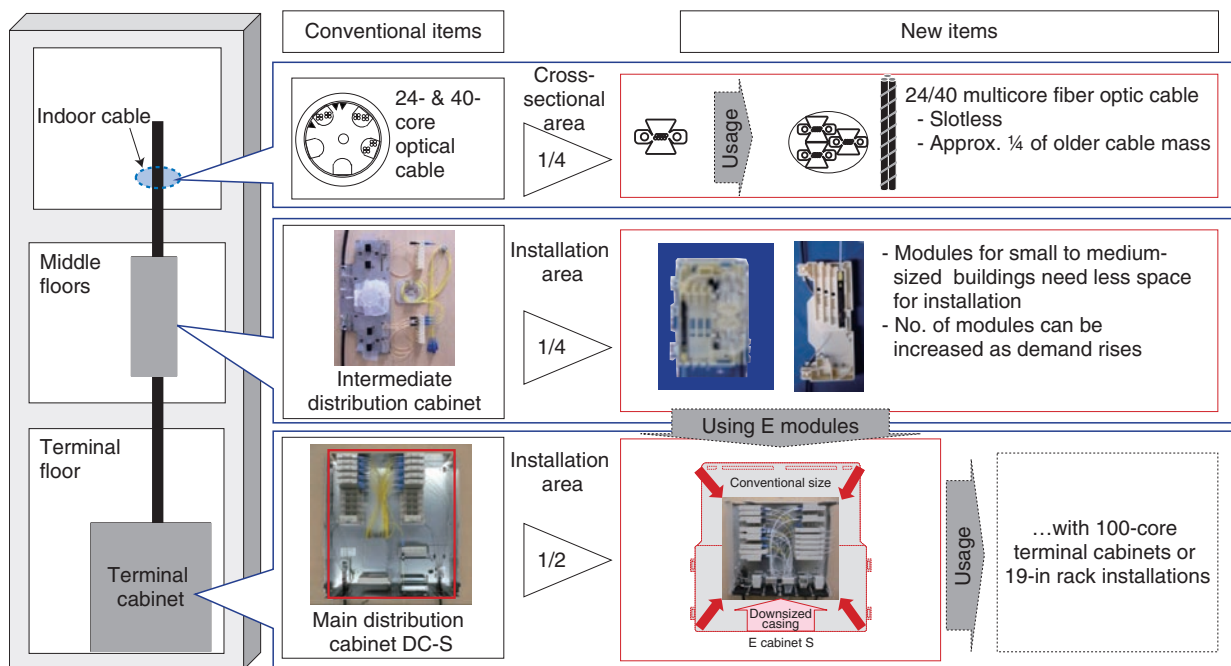 Conventional items
New items
Indoor cable
24- & 40-
core
optical
cable
Cross-
sectional
area
1/4
Usage
24/40 multicore fiber optic cable
- Slotless
- Approx. ¼ of older cable mass
Middle
floors
Intermediate
distribution cabinet
Installation
area
1/4
- Modules for small to medium-
sized buildings need less space
for installation
- No. of modules can be
increased as demand rises
Using E modules
Terminal
floor
Terminal
cabinet
Main distribution
cabinet DC-S
Installation
area
1/2
Conventional size
Downsized
casing
E cabinet S
Usage
…with 100-core
terminal cabinets or
19-in rack installations